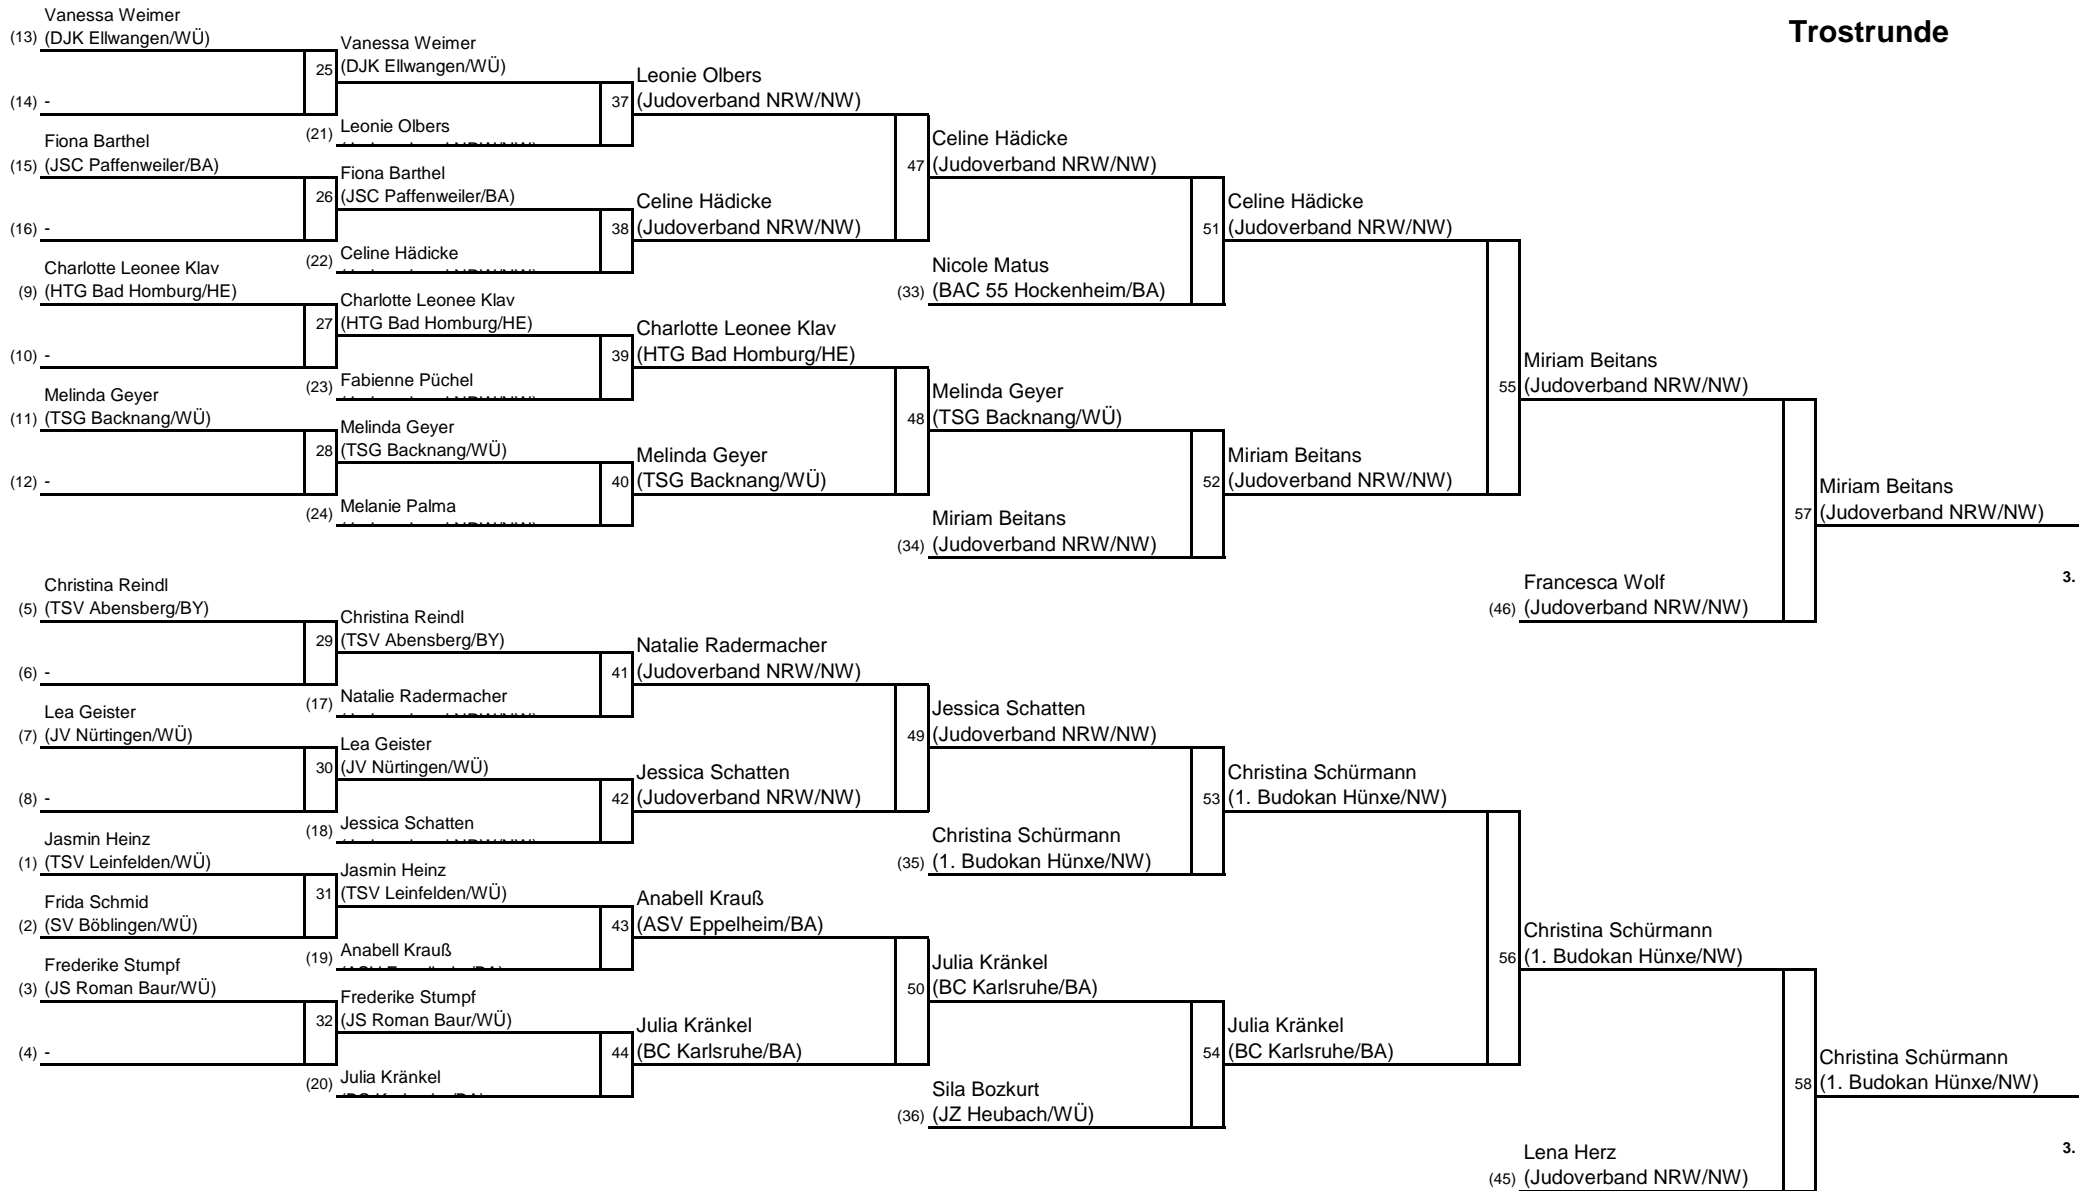 Trostrunde
Vanessa Weimer
(13) (DJK Ellwangen/WÜ)
(14) -
Fiona Barthel
(15) (JSC Paffenweiler/BA)
(16) -
Charlotte Leonee Klav
(9) (HTG Bad Homburg/HE)
(10) -
Melinda Geyer
(11) (TSG Backnang/WÜ)
(12) -
Christina Reindl
(5) (TSV Abensberg/BY)
(6) -
Lea Geister
(7) (JV Nürtingen/WÜ)
(8) -
Jasmin Heinz
(1) (TSV Leinfelden/WÜ)
Frida Schmid
(2) (SV Böblingen/WÜ)
Frederike Stumpf
(3) (JS Roman Baur/WÜ)
(4) -
Vanessa Weimer
25 (DJK Ellwangen/WÜ)
(21) Leonie Olbers
Fiona Barthel
26 (JSC Paffenweiler/BA)
(22) Celine Hädicke
Charlotte Leonee Klav
27 (HTG Bad Homburg/HE)
(23) Fabienne Püchel
Melinda Geyer
28 (TSG Backnang/WÜ)
(24) Melanie Palma
Christina Reindl
29 (TSV Abensberg/BY)
(17) Natalie Radermacher
Lea Geister
30 (JV Nürtingen/WÜ)
(18) Jessica Schatten
Jasmin Heinz
31 (TSV Leinfelden/WÜ)
(19) Anabell Krauß
Frederike Stumpf
32 (JS Roman Baur/WÜ)
(20) Julia Kränkel
Leonie Olbers
37 (Judoverband NRW/NW)
Celine Hädicke
38 (Judoverband NRW/NW)
Charlotte Leonee Klav
39 (HTG Bad Homburg/HE)
Melinda Geyer
40 (TSG Backnang/WÜ)
Natalie Radermacher
41 (Judoverband NRW/NW)
Jessica Schatten
42 (Judoverband NRW/NW)
Anabell Krauß
43 (ASV Eppelheim/BA)
Julia Kränkel
44 (BC Karlsruhe/BA)
Celine Hädicke
47 (Judoverband NRW/NW)
Nicole Matus
(33) (BAC 55 Hockenheim/BA)
Melinda Geyer
48 (TSG Backnang/WÜ)
Miriam Beitans
(34) (Judoverband NRW/NW)
Jessica Schatten
49 (Judoverband NRW/NW)
Christina Schürmann
(35) (1. Budokan Hünxe/NW)
Julia Kränkel
50 (BC Karlsruhe/BA)
Sila Bozkurt
(36) (JZ Heubach/WÜ)
Celine Hädicke
51 (Judoverband NRW/NW)
Miriam Beitans
52 (Judoverband NRW/NW)
Christina Schürmann
53 (1. Budokan Hünxe/NW)
Julia Kränkel
54 (BC Karlsruhe/BA)
Miriam Beitans
55 (Judoverband NRW/NW)
Francesca Wolf
(46) (Judoverband NRW/NW)
Christina Schürmann
56 (1. Budokan Hünxe/NW)
Lena Herz
(45) (Judoverband NRW/NW)
Miriam Beitans
57 (Judoverband NRW/NW)
3.
Christina Schürmann
58 (1. Budokan Hünxe/NW)
3.